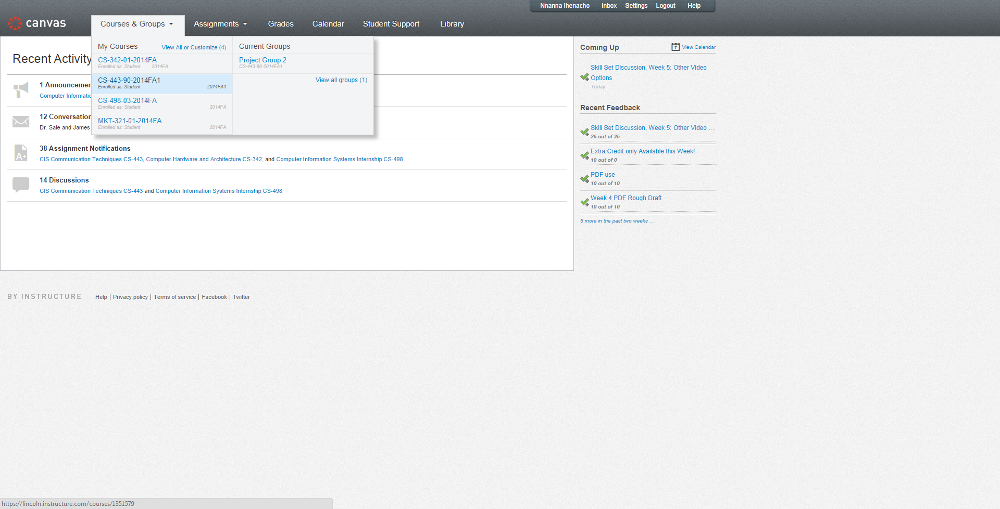 Nnanna Ihenacho Inbox Settings Logout Help
canvas
Courses & Groups Assignments Grades Calendar Student Support Library
My Courses View All or Customize (4)
CS-342-01-2014FA
Enrolled as: Student 2014FA
CS-443-90-2014FA1
Enrolled as: Student 2014FA1
CS-498-03-2014FA
Enrolled as: Student 2014FA
MKT-321-01-2014FA
Enrolled as: Student 2014FA
Current Groups
Project Group 2
CS-443-90-2014FA1
View all groups (1)
Recent Activity
1 Announcemen
Computer Informatio
12 Conversation
Dr. Sale and James
38 Assignment Notifications
A+
CIS Communication Techniques CS-443, Computer Hardware and Architecture CS-342, and Computer Information Systems Internship CS-498
14 Discussions
CIS Communication Techniques CS-443 and Computer Information Systems Internship CS-498
Coming Up 7 View Calendar
Skill Set Discussion, Week 5: Other Video
Options
Today
Recent Feedback
Skill Set Discussion, Week 5: Other Video ...
25 out of 25
Extra Credit only Available this Week!
10 out of 0
PDF use
10 out of 10
Week 4 PDF Rough Draft
10 out of 10
6 more in the past two weeks ...
BY INSTRUCTURE Help | Privacy policy | Terms of service | Facebook | Twitter
https://lincoln.instructure.com/courses/1351579